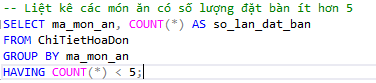 -- Liệt kê các món ăn có số lượng đặt bàn ít hơn 5
SELECT ma_mon_an, COUNT(*) AS so_lan_dat_ban
FROM ChiTietHoaDon
GROUP BY ma_mon_an
HAVING COUNT(*) < 5;